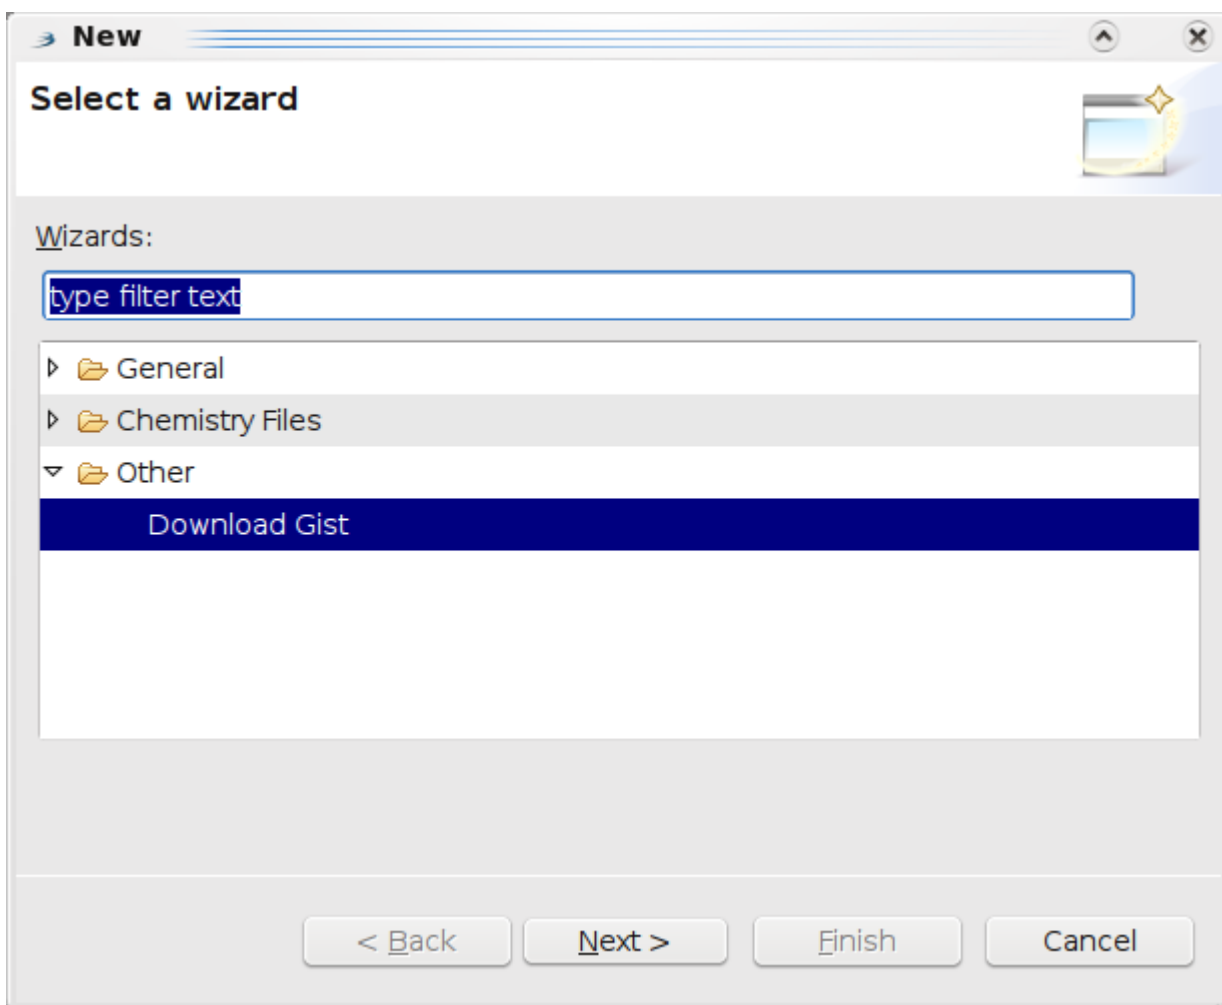 New
Select a wizard
Wizards:
type filter text
General
Chemistry Files
Other
Download Gist
< Back Next > Finish Cancel